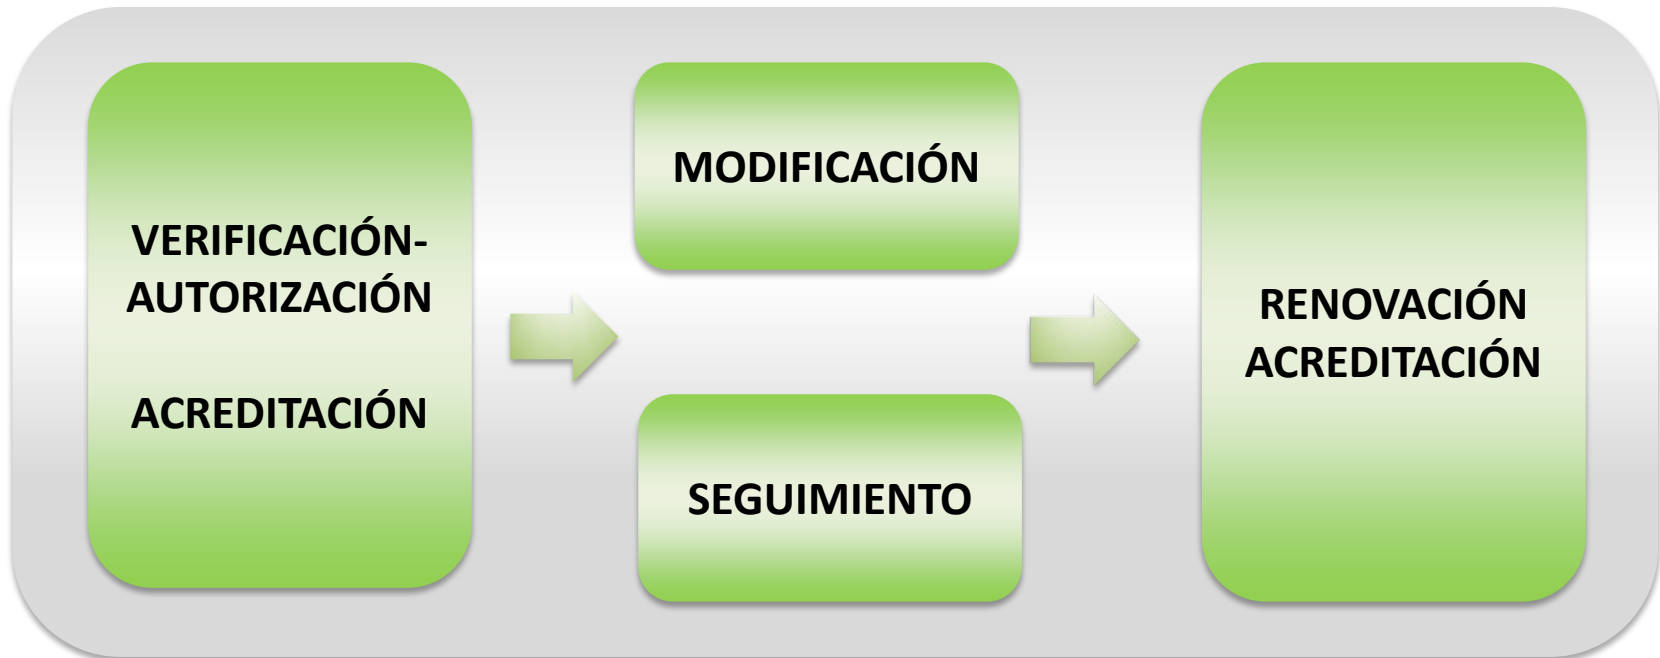 VERIFICACIÓN-
AUTORIZACIÓN
ACREDITACIÓN
MODIFICACIÓN
SEGUIMIENTO
RENOVACIÓN
ACREDITACIÓN